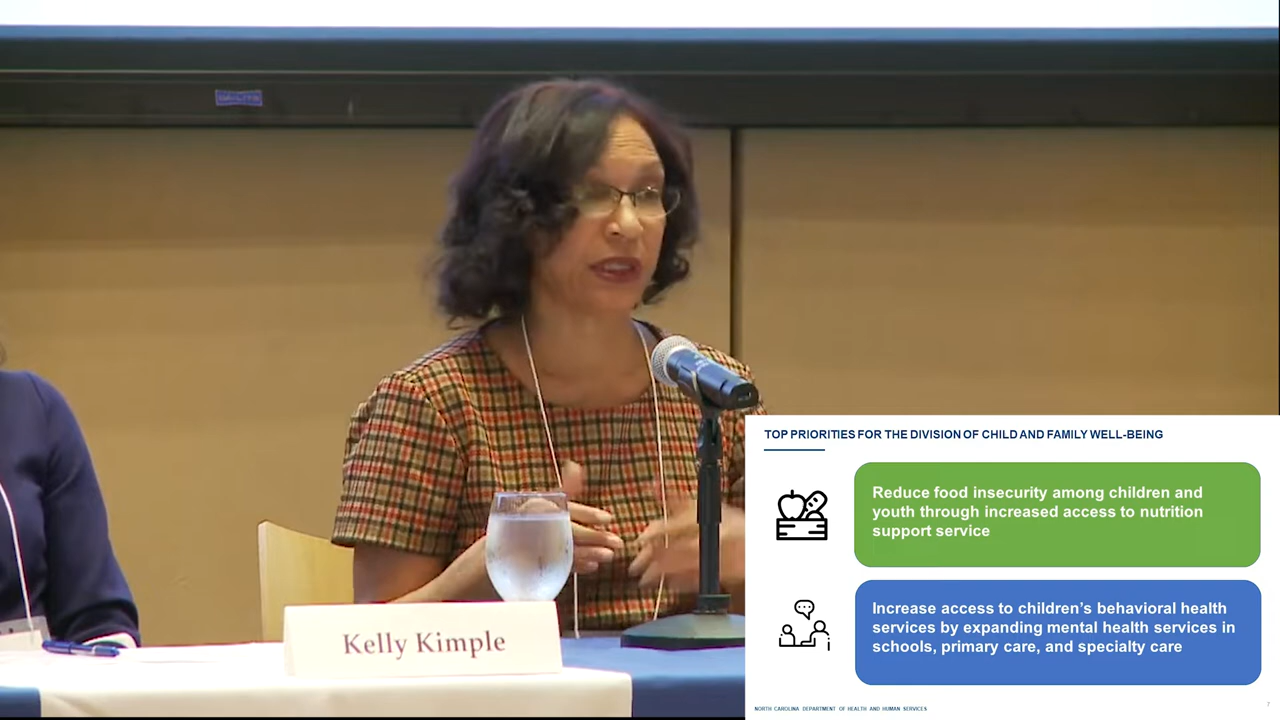 Kelly Kimple
TOP PRIORITIES FOR THE DIVISION OF CHILD AND FAMILY WELL-BEING
Reduce food insecurity among children and
youth through increased access to nutrition
support service
Increase access to children's behavioral health
services by expanding mental health services in
schools, primary care, and specialty care
NORTH CAROLINA DEPARTMENT OF HEALTH AND HUMAN SERVICES
7